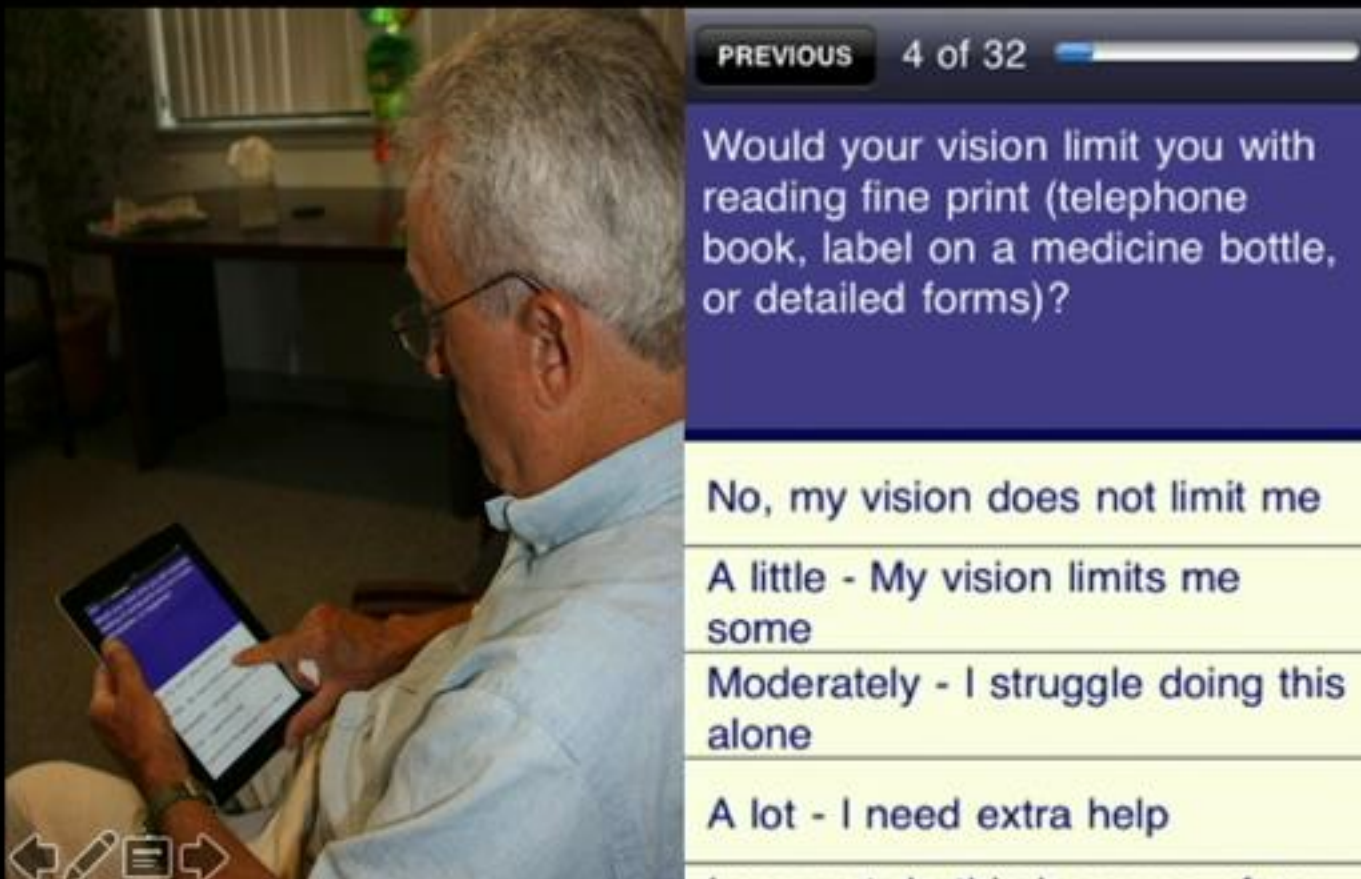 PREVIOUS 4 of 32
Would your vision limit you with
reading fine print (telephone
book, label on a medicine bottle,
or detailed forms)?
No, my vision does not limit me
A little - My vision limits me
some
Moderately - I struggle doing this
alone
A lot - I need extra help